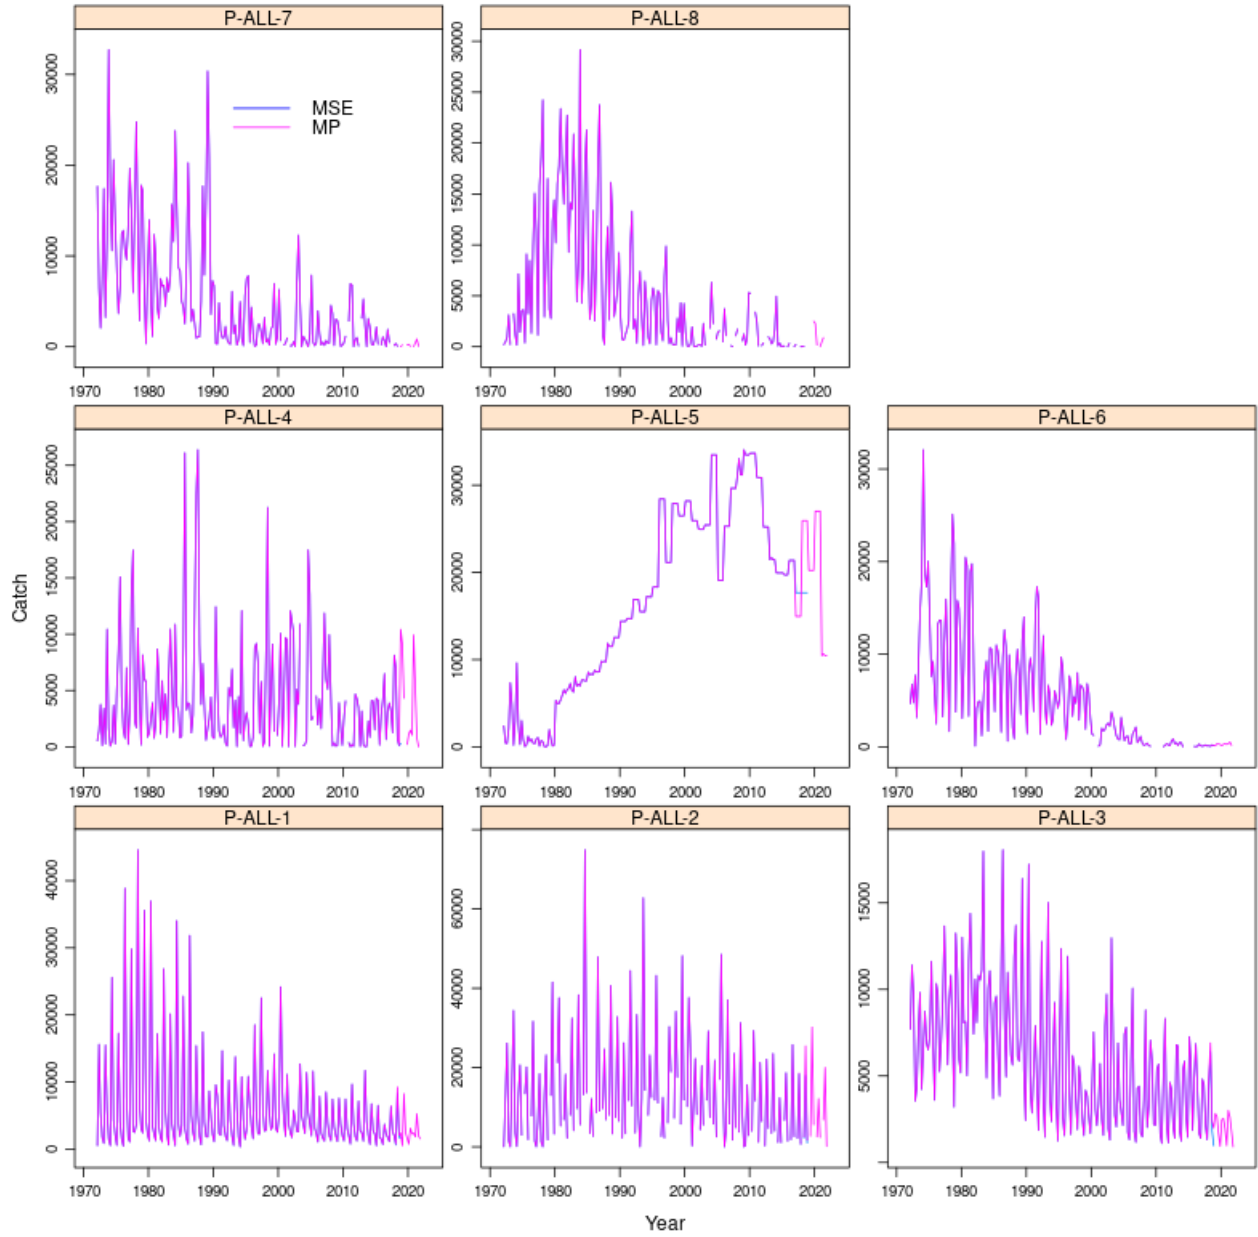 P-ALL-7
P-ALL-8
MSE
MP
0 10000 20000 30000
0 5000 10000 15000 20000 25000 30000
1970 1980 1990 2000 2010 2020
1970 1980 1990 2000 2010 2020
P-ALL-4
P-ALL-5
P-ALL-6
0 5000 10000 15000 20000 25000
0 10000 20000 30000
0 10000 20000 30000
1970 1980 1990 2000 2010 2020
1970 1980 1990 2000 2010 2020
1970 1980 1990 2000 2010 2020
Catch
P-ALL-1
P-ALL-2
P-ALL-3
0 10000 20000 30000 40000
0 20000 40000 60000
5000 10000 15000
1970 1980 1990 2000 2010 2020
1970 1980 1990 2000 2010 2020
1970 1980 1990 2000 2010 2020
Year